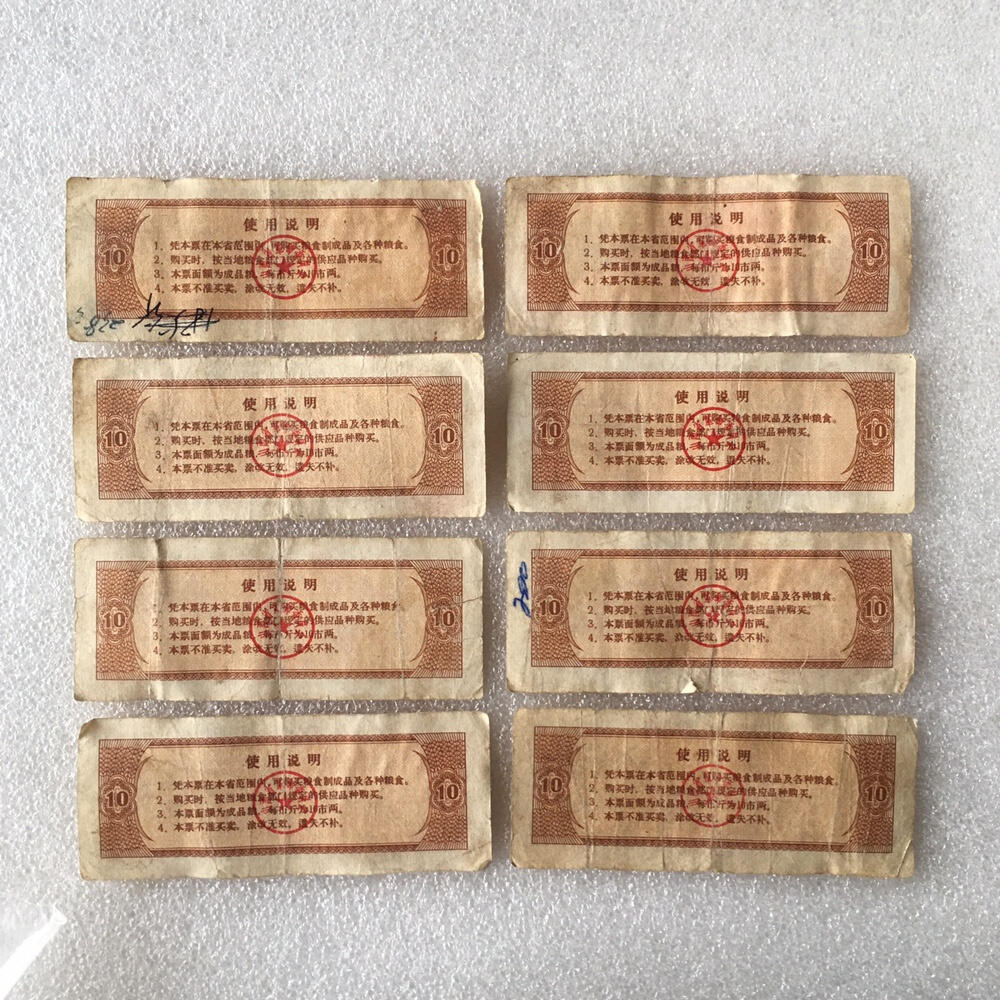 使用说明
10 10
1. 凭本票在本省范围内,可购买粮食制成品及各种粮食。
2. 购买时，按当地粮食部门规定的供应品种购买。
3. 本票面额为成品粮，每市斤为10市两。
4. 本票不准买卖，涂改无效，遗失不补。
228
使用说明
10 10
1. 凭本票在本省范围内,可购买粮食制成品及各种粮食。
2. 购买时，按当地粮食部门规定的供应品种购买。
3. 本票面额为成品粮，每市斤为10市两。
4. 本票不准买卖，涂改无效，遗失不补。
使用说明
10 10
1. 凭本票在本省范围内,可购买粮食制成品及各种粮食。
2. 购买时，按当地粮食部门规定的供应品种购买。
3. 本票面额为成品粮，每市斤为10市两。
4. 本票不准买卖，涂改无效，遗失不补。
使用说明
10 10
1. 凭本票在本省范围内,可购买粮食制成品及各种粮食。
2. 购买时，按当地粮食部门规定的供应品种购买。
3. 本票面额为成品粮，每市斤为10市两。
4. 本票不准买卖，涂改无效，遗失不补。
使用说明
10 10
1. 凭本票在本省范围内,可购买粮食制成品及各种粮食。
2. 购买时，按当地粮食部门规定的供应品种购买。
3. 本票面额为成品粮，每市斤为10市两。
4. 本票不准买卖，涂改无效，遗失不补。
200
使用说明
10 10
1. 凭本票在本省范围内,可购买粮食制成品及各种粮食。
2. 购买时，按当地粮食部门规定的供应品种购买。
3. 本票面额为成品粮，每市斤为10市两。
4. 本票不准买卖，涂改无效，遗失不补。
使用说明
10 10
1. 凭本票在本省范围内,可购买粮食制成品及各种粮食。
2. 购买时，按当地粮食部门规定的供应品种购买。
3. 本票面额为成品粮，每市斤为10市两。
4. 本票不准买卖，涂改无效，遗失不补。
使用说明
10 10
1. 凭本票在本省范围内,可购买粮食制成品及各种粮食。
2. 购买时，按当地粮食部门规定的供应品种购买。
3. 本票面额为成品粮，每市斤为10市两。
4. 本票不准买卖，涂改无效，遗失不补。